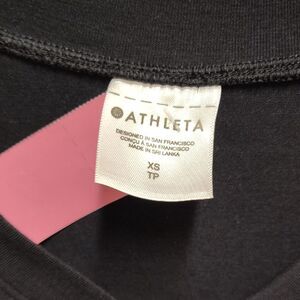 ATHLETA
DESIGNED IN SAN FRANCISCO
CONÇU À SAN FRANCISCO
MADE IN SRI LANKA
XS
TP